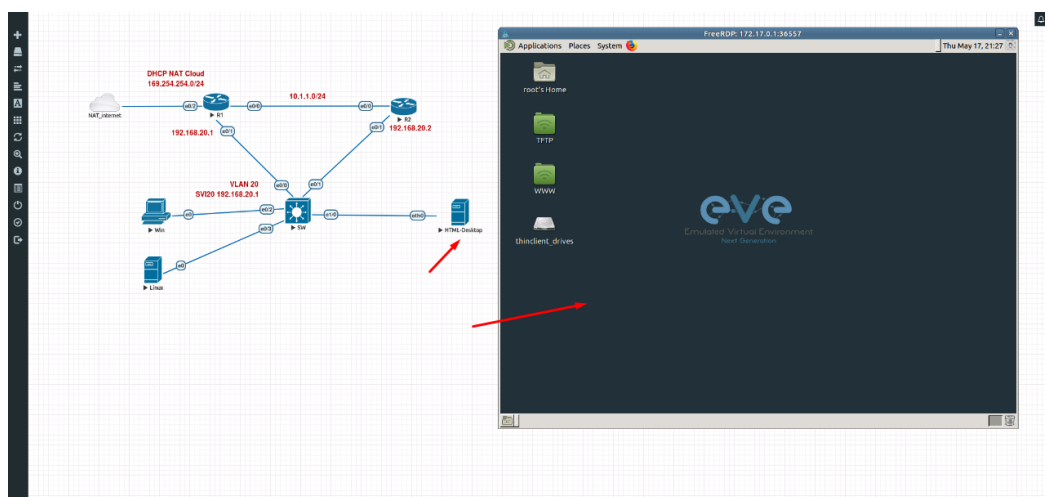 DHCP NAT Cloud
169.254.254.0/24
NAT_internet
e0/2
R1
e0/0
10.1.1.0/24
e0/0
R2
192.168.20.1
e0/1
e0/1
192.168.20.2
VLAN 20
SVI20 192.168.20.1
e0/0
e0/1
Win
e0
e0/2
SW
e1/0
eth0
HTML-Desktop
e0/3
Linux
e0
FreeRDP: 172.17.0.1:36557
Applications Places System
Thu May 17, 21:27
root's Home
TFTP
WWW
thinclient_drives
eve
Emulated Virtual Environment
Next Generation